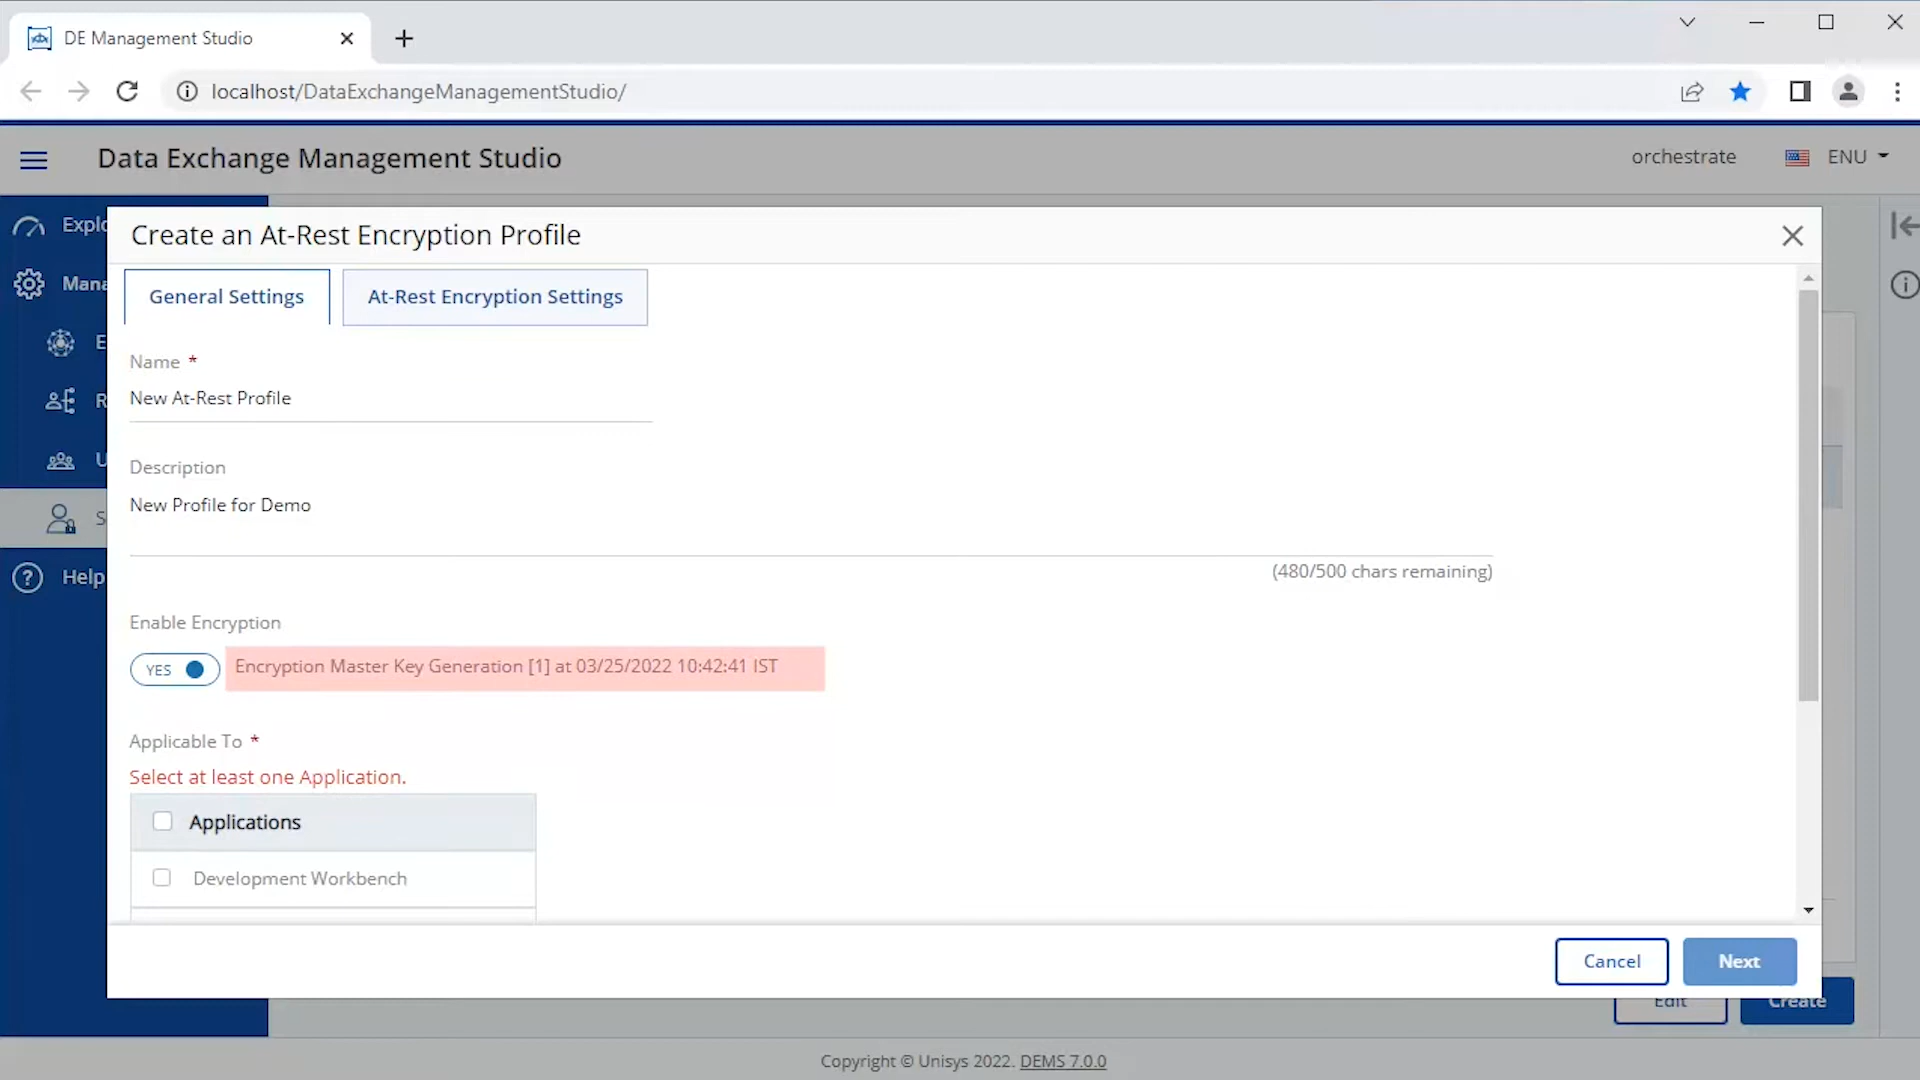 DE Management Studio
localhost/DataExchangeManagementStudio/
Data Exchange Management Studio
orchestrate
ENU
Explo
Mana
E
R
U
S
Help
Create an At-Rest Encryption Profile
General Settings
At-Rest Encryption Settings
Name *
New At-Rest Profile
Description
New Profile for Demo
(480/500 chars remaining)
Enable Encryption
YES
Encryption Master Key Generation [1] at 03/25/2022 10:42:41 IST
Applicable To *
Select at least one Application.
Applications
Development Workbench
Cancel
Next
Edit
Create
Copyright © Unisys 2022. DEMS 7.0.0